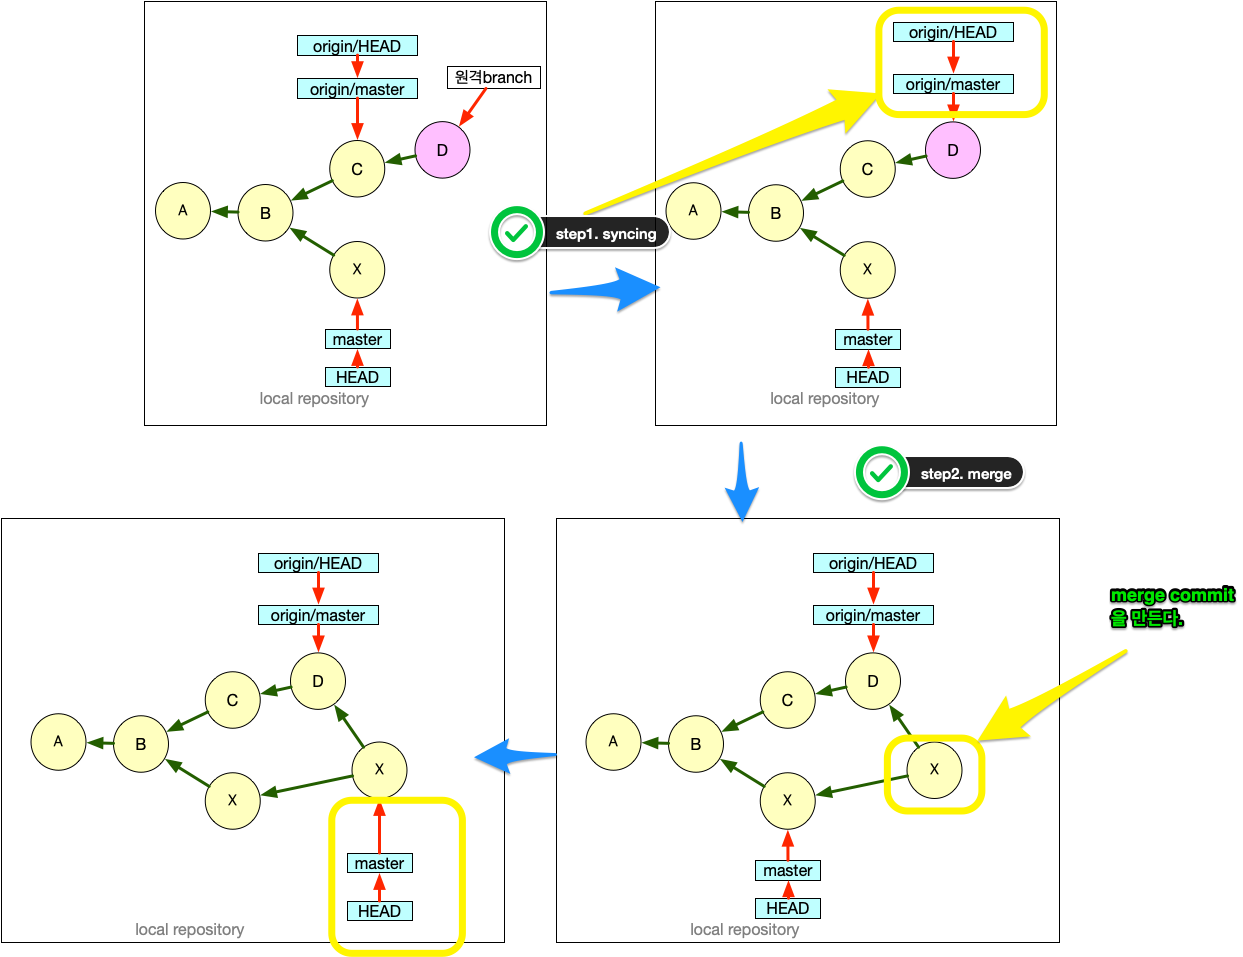 origin/HEAD
origin/master
원격branch
D
C
A
B
X
master
HEAD
local repository
step1. syncing
origin/HEAD
origin/master
D
C
A
B
X
master
HEAD
local repository
step2. merge
origin/HEAD
origin/master
D
C
A
B
X
X
master
HEAD
local repository
origin/HEAD
origin/master
D
C
A
B
X
X
master
HEAD
local repository
merge commit
을 만든다.